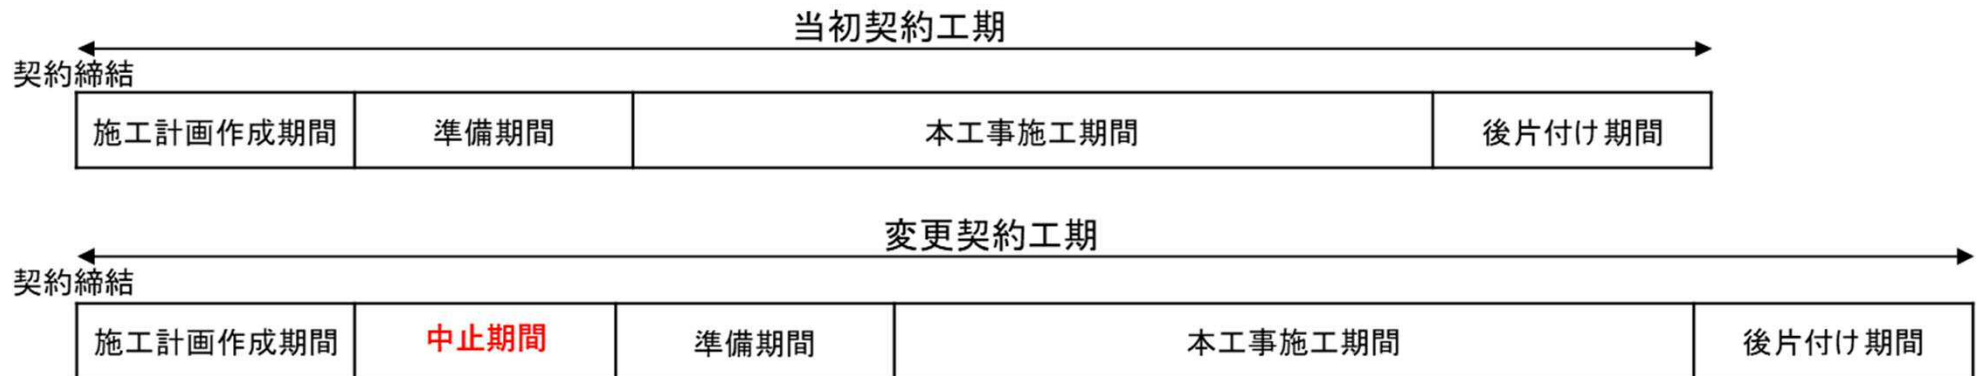 当初契約工期
契約締結
施工計画作成期間 準備期間 本工事施工期間 後片付け期間
変更契約工期
契約締結
施工計画作成期間 中止期間 準備期間 本工事施工期間 後片付け期間